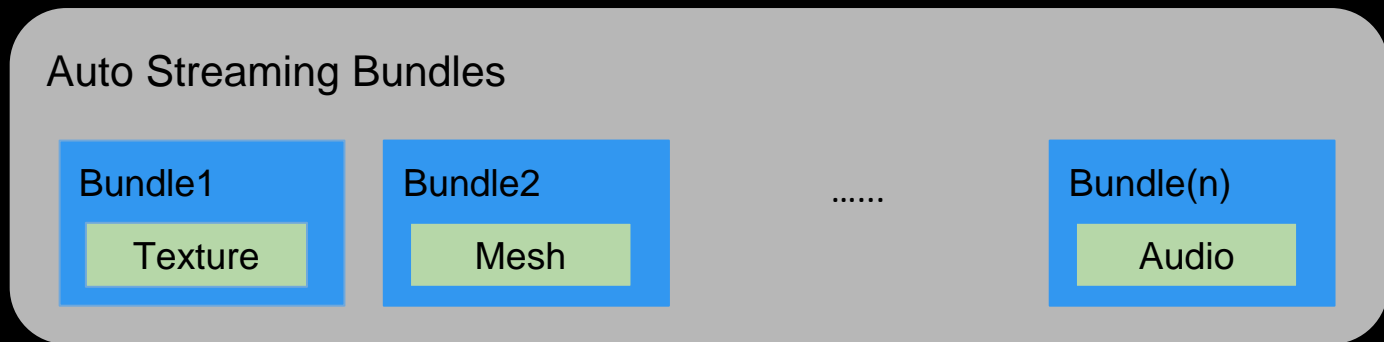 Auto Streaming Bundles
Bundle1
Texture
Bundle2
Mesh
......
Bundle(n)
Audio